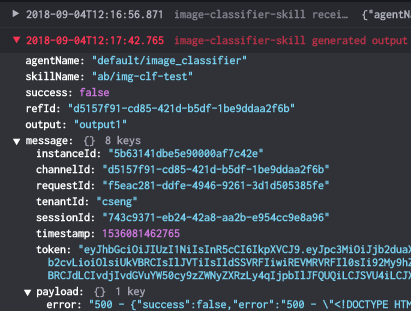 ▶ 2018-09-04T12:16:56.871 image-classifier-skill recei… {"agentN
▼ 2018-09-04T12:17:42.765 image-classifier-skill generated output
agentName: "default/image_classifier"
skillName: "ab/img-clf-test"
success: false
refId: "d5157f91-cd85-421d-b5df-1be9ddaa2f6b"
output: "output1"
▼ message: {} 8 keys
instanceId: "5b63141dbe5e90000af7c42e"
channelId: "d5157f91-cd85-421d-b5df-1be9ddaa2f6b"
requestId: "f5eac281-ddfe-4946-9261-3d1d505385fe"
tenantId: "cseng"
sessionId: "743c9371-eb24-42a8-aa2b-e954cc9e8a96"
timestamp: 1536081462765
token: "eyJhbGciOiJIUzI1NiIsInR5cCI6IkpXVCJ9.eyJpc3MiOiJjb2duaX
b2cvLioiOlsiUkVBRCIsIlJVTiIsIldSSVRFIiwiREVMRVRFIl0sIi92My9hZ
BRCJdLCIvdjIvdGVuYW50cy9zZWNyZXRzLy4qIjpbIlJFQUQiLCJSVU4iLCJX
▼ payload: {} 1 key
error: "500 - {"success":false,"error":"500 - \"<!DOCTYPE HTM